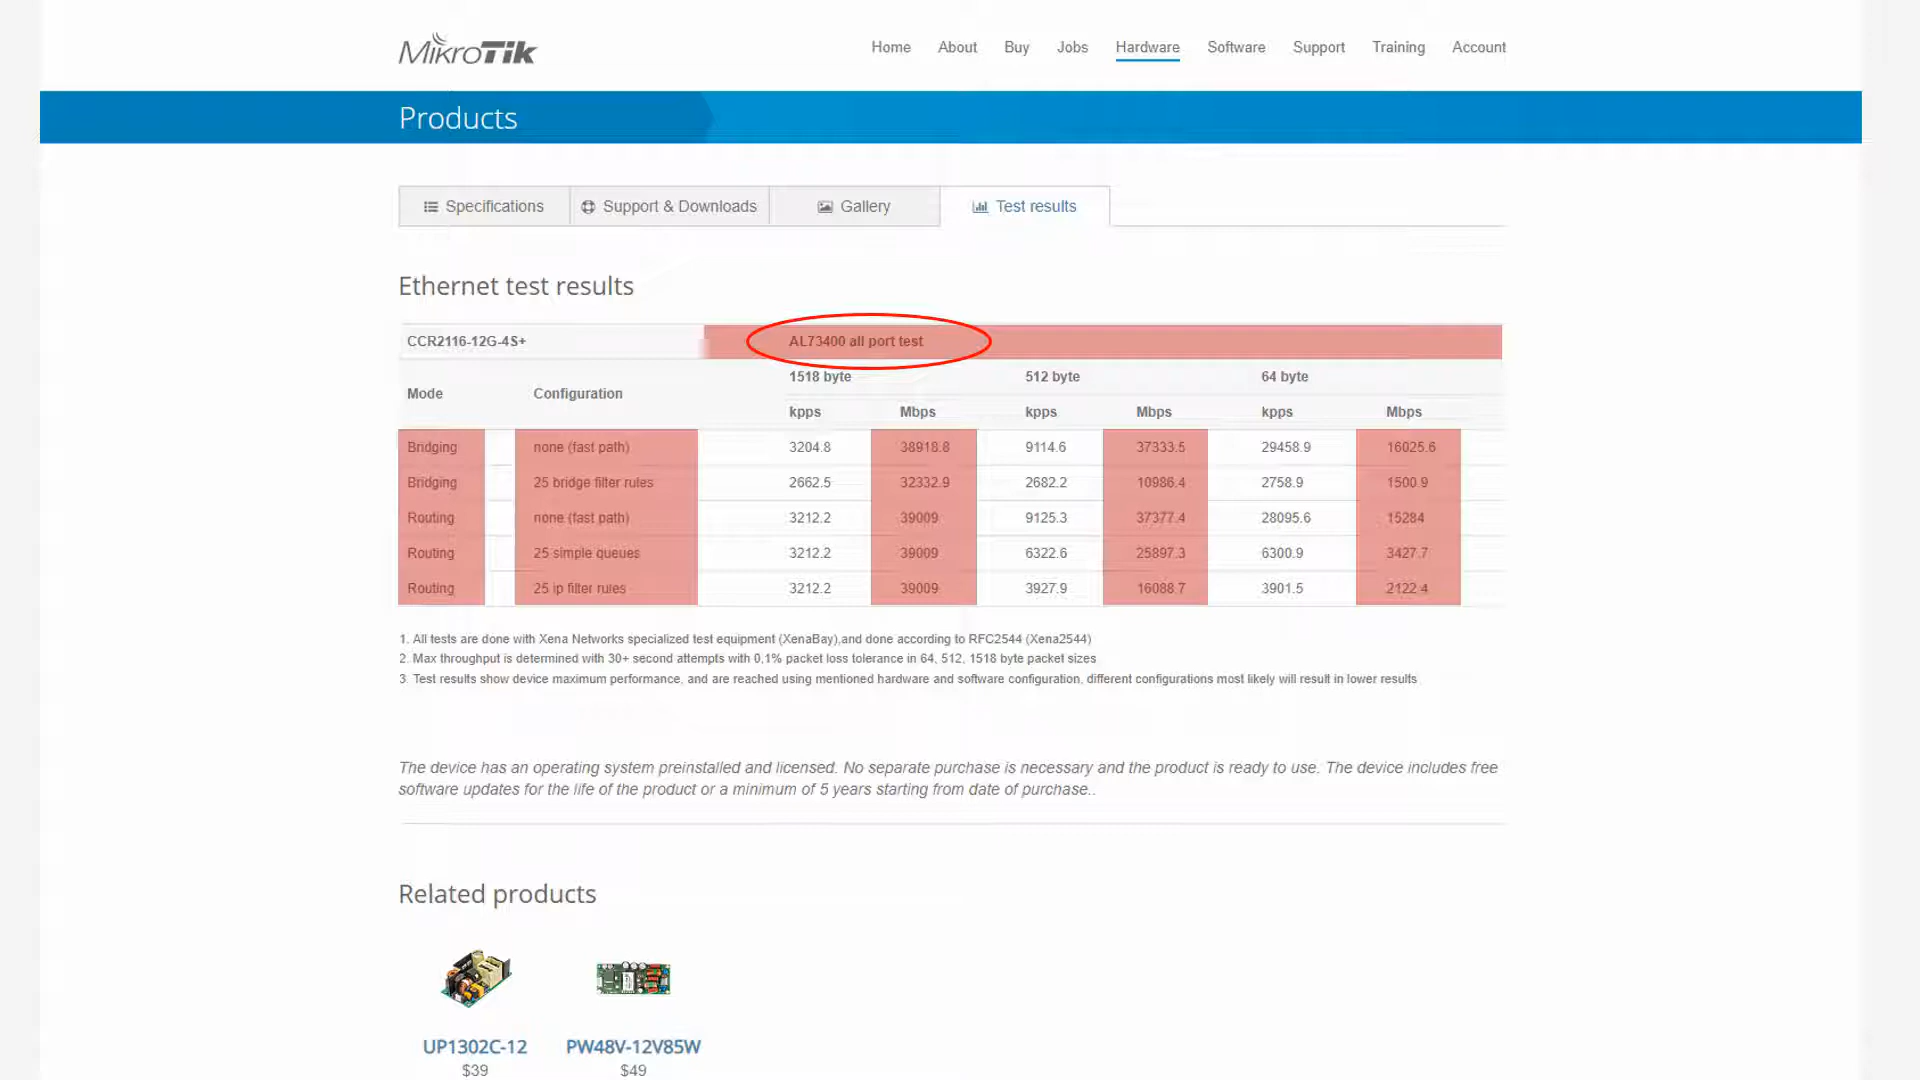 MikroTik
Home About Buy Jobs Hardware Software Support Training Account
Products
Specifications Support & Downloads Gallery Test results
Ethernet test results
CCR2116-12G-4S+ AL73400 all port test
Mode Configuration 1518 byte 512 byte 64 byte
kpps Mbps kpps Mbps kpps Mbps
Bridging none (fast path) 3204.8 38918.8 9114.6 37333.5 29458.9 16025.6
Bridging 25 bridge filter rules 2662.5 32332.9 2682.2 10986.4 2758.9 1500.9
Routing none (fast path) 3212.2 39009 9125.3 37377.4 28095.6 15284
Routing 25 simple queues 3212.2 39009 6322.6 25897.3 6300.9 3427.7
Routing 25 ip filter rules 3212.2 39009 3927.9 16088.7 3901.5 2122.4
1. All tests are done with Xena Networks specialized test equipment (XenaBay),and done according to RFC2544 (Xena2544)
2. Max throughput is determined with 30+ second attempts with 0,1% packet loss tolerance in 64, 512, 1518 byte packet sizes
3. Test results show device maximum performance, and are reached using mentioned hardware and software configuration, different configurations most likely will result in lower results
The device has an operating system preinstalled and licensed. No separate purchase is necessary and the product is ready to use. The device includes free
software updates for the life of the product or a minimum of 5 years starting from date of purchase..
Related products
UP1302C-12 PW48V-12V85W
$39 $49